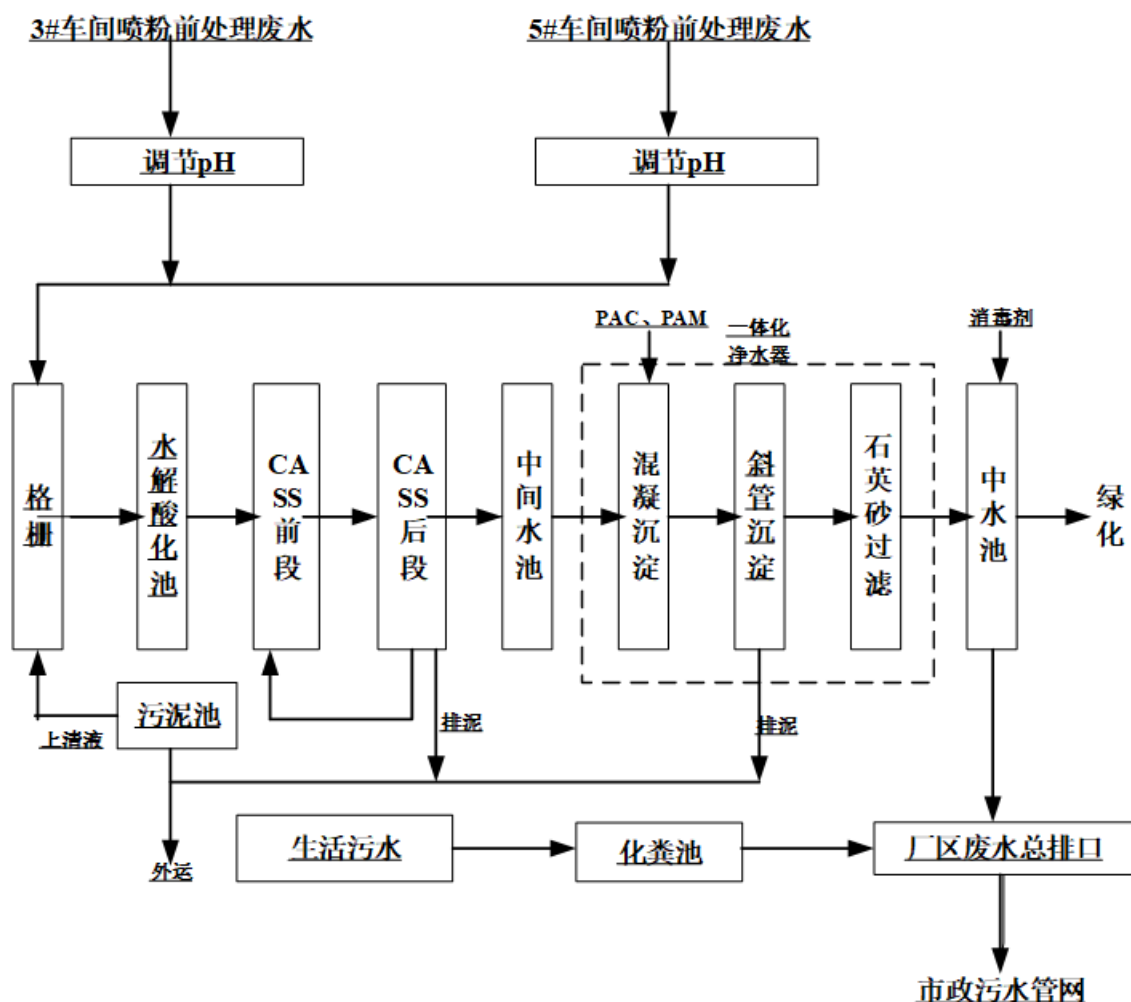 3#车间喷粉前处理废水
5#车间喷粉前处理废水
调节pH
调节pH
PAC、PAM
一体化
净水器
消毒剂
格栅
水解酸化池
CASS前段
CASS后段
中间水池
混凝沉淀
斜管沉淀
石英砂过滤
中水池
绿化
污泥池
上清液
排泥
排泥
生活污水
化粪池
厂区废水总排口
外运
市政污水管网